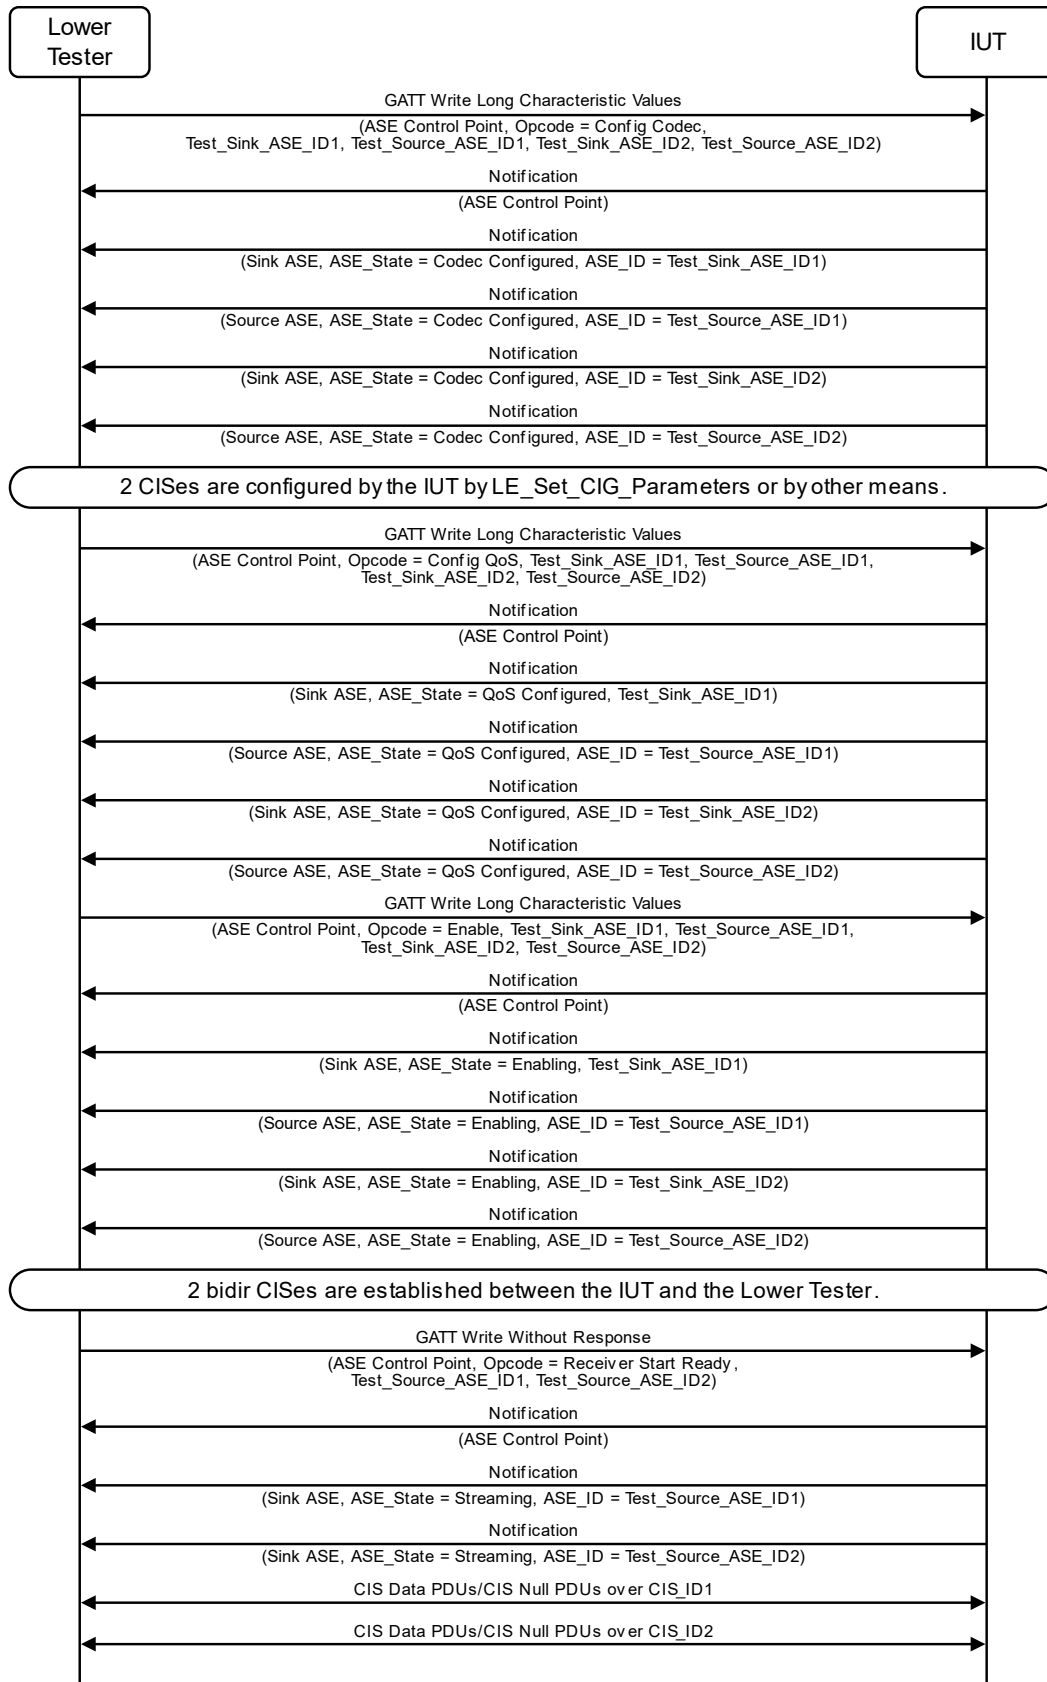 Lower
Tester
IUT
GATT Write Long Characteristic Values
(ASE Control Point, Opcode = Config Codec,
Test_Sink_ASE_ID1, Test_Source_ASE_ID1, Test_Sink_ASE_ID2, Test_Source_ASE_ID2)
Notification
(ASE Control Point)
Notification
(Sink ASE, ASE_State = Codec Configured, ASE_ID = Test_Sink_ASE_ID1)
Notification
(Source ASE, ASE_State = Codec Configured, ASE_ID = Test_Source_ASE_ID1)
Notification
(Sink ASE, ASE_State = Codec Configured, ASE_ID = Test_Sink_ASE_ID2)
Notification
(Source ASE, ASE_State = Codec Configured, ASE_ID = Test_Source_ASE_ID2)
2 CISes are configured by the IUT by LE_Set_CIG_Parameters or by other means.
GATT Write Long Characteristic Values
(ASE Control Point, Opcode = Config QoS, Test_Sink_ASE_ID1, Test_Source_ASE_ID1,
Test_Sink_ASE_ID2, Test_Source_ASE_ID2)
Notification
(ASE Control Point)
Notification
(Sink ASE, ASE_State = QoS Configured, Test_Sink_ASE_ID1)
Notification
(Source ASE, ASE_State = QoS Configured, ASE_ID = Test_Source_ASE_ID1)
Notification
(Sink ASE, ASE_State = QoS Configured, ASE_ID = Test_Sink_ASE_ID2)
Notification
(Source ASE, ASE_State = QoS Configured, ASE_ID = Test_Source_ASE_ID2)
GATT Write Long Characteristic Values
(ASE Control Point, Opcode = Enable, Test_Sink_ASE_ID1, Test_Source_ASE_ID1,
Test_Sink_ASE_ID2, Test_Source_ASE_ID2)
Notification
(ASE Control Point)
Notification
(Sink ASE, ASE_State = Enabling, Test_Sink_ASE_ID1)
Notification
(Source ASE, ASE_State = Enabling, ASE_ID = Test_Source_ASE_ID1)
Notification
(Sink ASE, ASE_State = Enabling, ASE_ID = Test_Sink_ASE_ID2)
Notification
(Source ASE, ASE_State = Enabling, ASE_ID = Test_Source_ASE_ID2)
2 bidir CISes are established between the IUT and the Lower Tester.
GATT Write Without Response
(ASE Control Point, Opcode = Receiver Start Ready,
Test_Source_ASE_ID1, Test_Source_ASE_ID2)
Notification
(ASE Control Point)
Notification
(Sink ASE, ASE_State = Streaming, ASE_ID = Test_Source_ASE_ID1)
Notification
(Sink ASE, ASE_State = Streaming, ASE_ID = Test_Source_ASE_ID2)
CIS Data PDUs/CIS Null PDUs over CIS_ID1
CIS Data PDUs/CIS Null PDUs over CIS_ID2